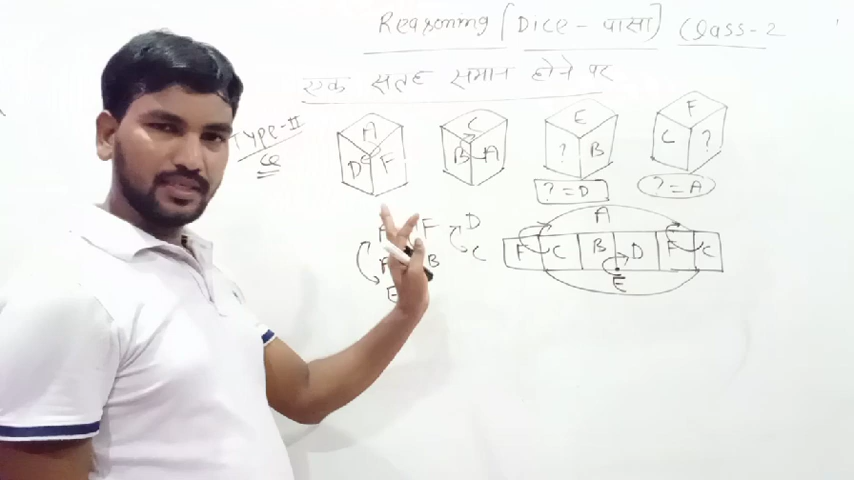 Reasoning [Dice - पासा] Class-2
एक सतह समान होने पर
Type-II
A D F
C B A
E ? B
F C ?
? = D
? = A
F D
B C
E
A
F C B D F C
E